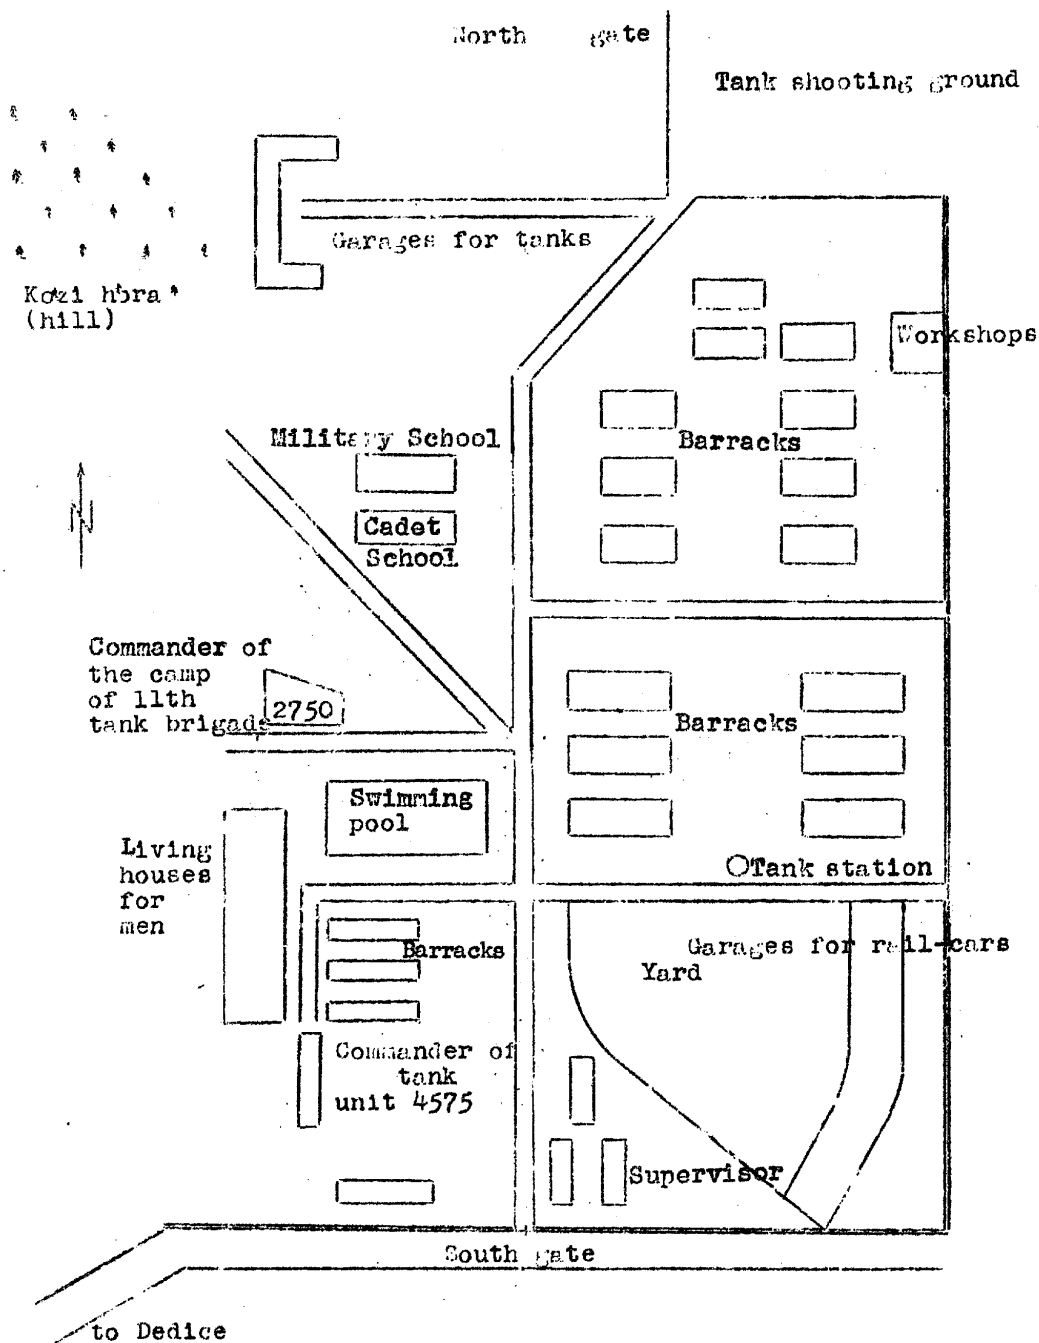 North gate
Tank shooting ground
Garages for tanks
Kozi hora
(hill)
Workshops
Military School
Barracks
N
Cadet
School
Commander of
the camp
of 11th
tank brigade
2750
Barracks
Swimming
pool
Living
houses
for
men
Tank station
Barracks
Garages for rail-cars
Yard
Commander of
tank
unit 4575
Supervisor
South gate
to Dedice